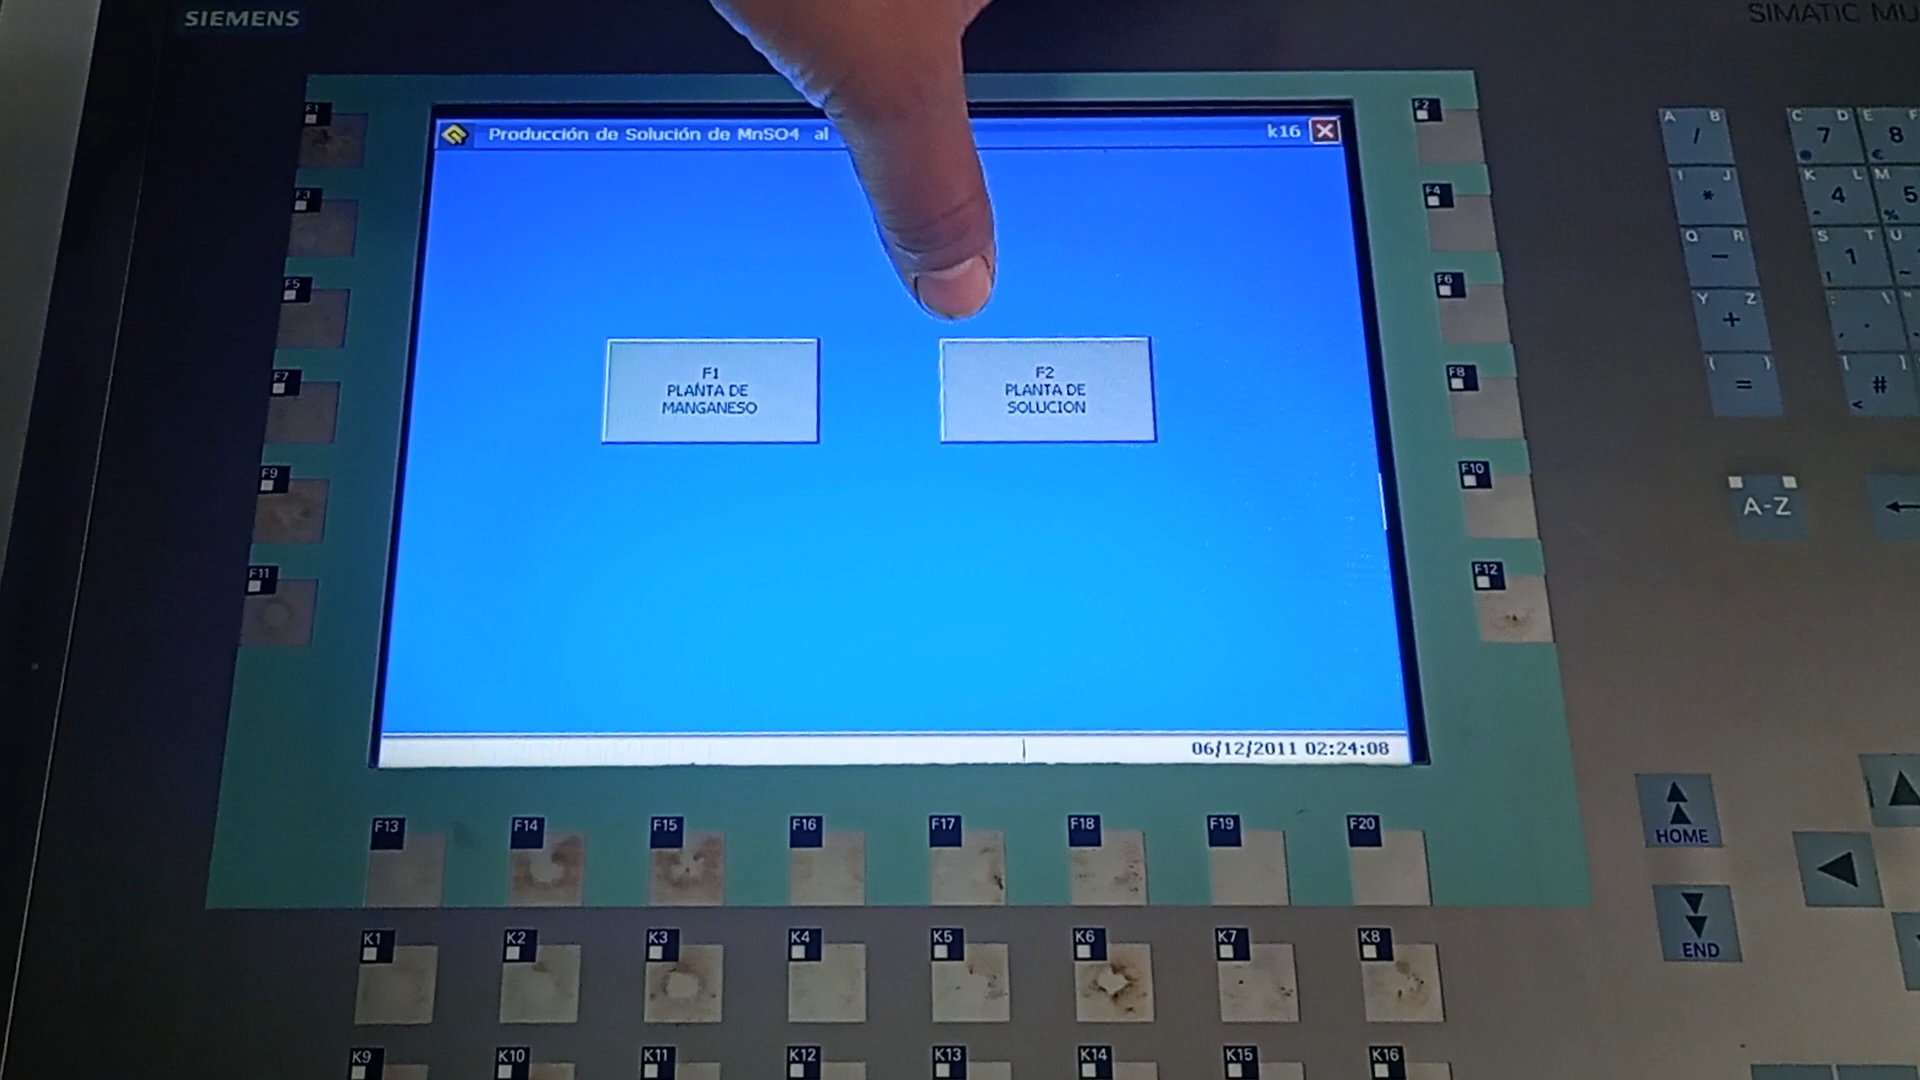 SIEMENS
SIMATIC MU
Producción de Solución de MnSO4 al
k16
F1
PLANTA DE
MANGANESO
F2
PLANTA DE
SOLUCION
06/12/2011 02:24:08
F1
F3
F5
F7
F9
F11
F2
F4
F6
F8
F10
F12
F13 F14 F15 F16 F17 F18 F19 F20
K1 K2 K3 K4 K5 K6 K7 K8
K9 K10 K11 K12 K13 K14 K15 K16
A B C D E F
/ 7 8
€
I J K L M
* 4 5
- %
Q R S T U
− 1
! ~
Y Z : \ "
+ .
( ) [ ]
= #
<
A-Z
HOME
END